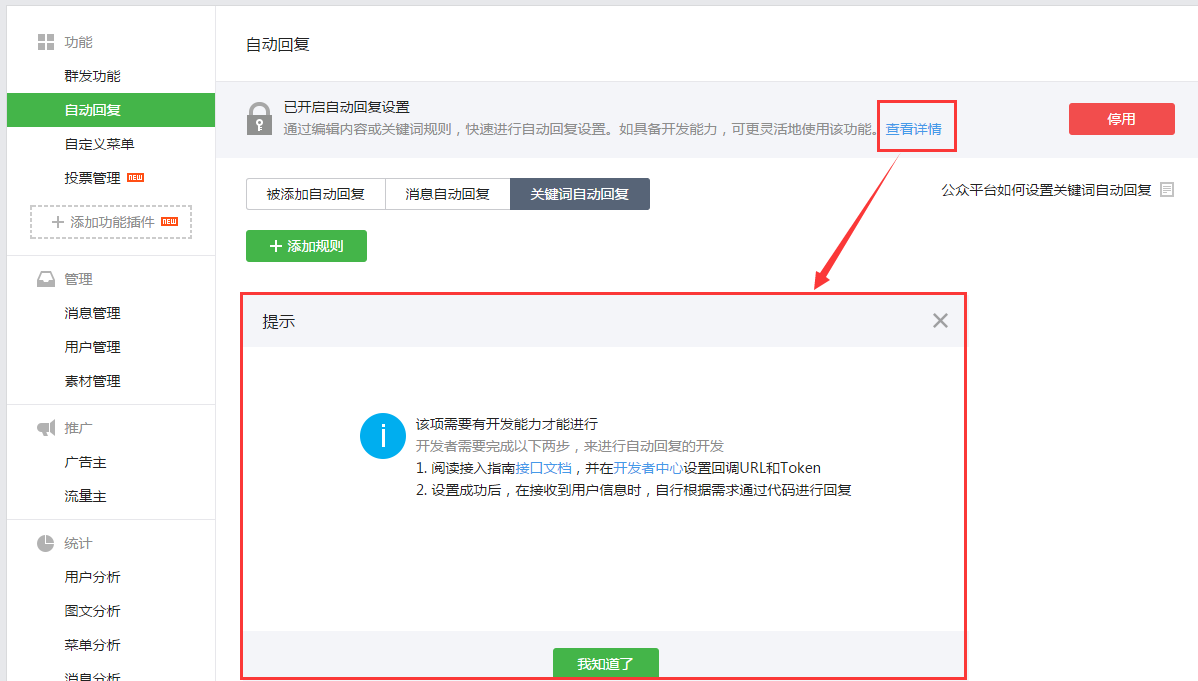 功能
群发功能
自动回复
自定义菜单
投票管理 NEW
添加功能插件 NEW
管理
消息管理
用户管理
素材管理
推广
广告主
流量主
统计
用户分析
图文分析
菜单分析
消息分析
自动回复
已开启自动回复设置
通过编辑内容或关键词规则，快速进行自动回复设置。如具备开发能力，可更灵活地使用该功能。查看详情
停用
被添加自动回复 消息自动回复 关键词自动回复
公众平台如何设置关键词自动回复
添加规则
提示
该项需要有开发能力才能进行
开发者需要完成以下两步，来进行自动回复的开发
1. 阅读接入指南接口文档，并在开发者中心设置回调URL和Token
2. 设置成功后，在接收到用户信息时，自行根据需求通过代码进行回复
我知道了